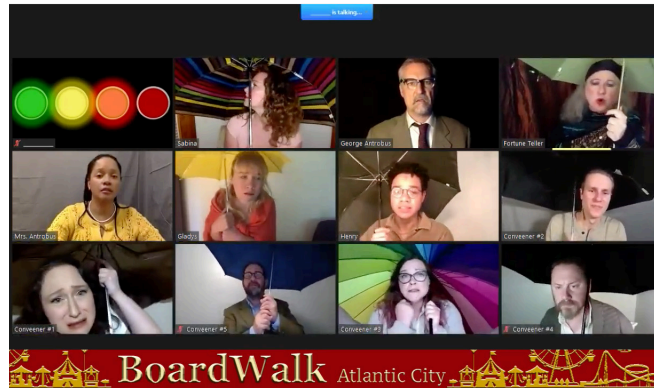 ______ is talking...
Sabina
George Antrobus
Fortune Teller
Mrs. Antrobus
Gladys
Henry
Conveener #2
Conveener #1
Conveener #5
Conveener #3
Conveener #4
BoardWalk Atlantic City